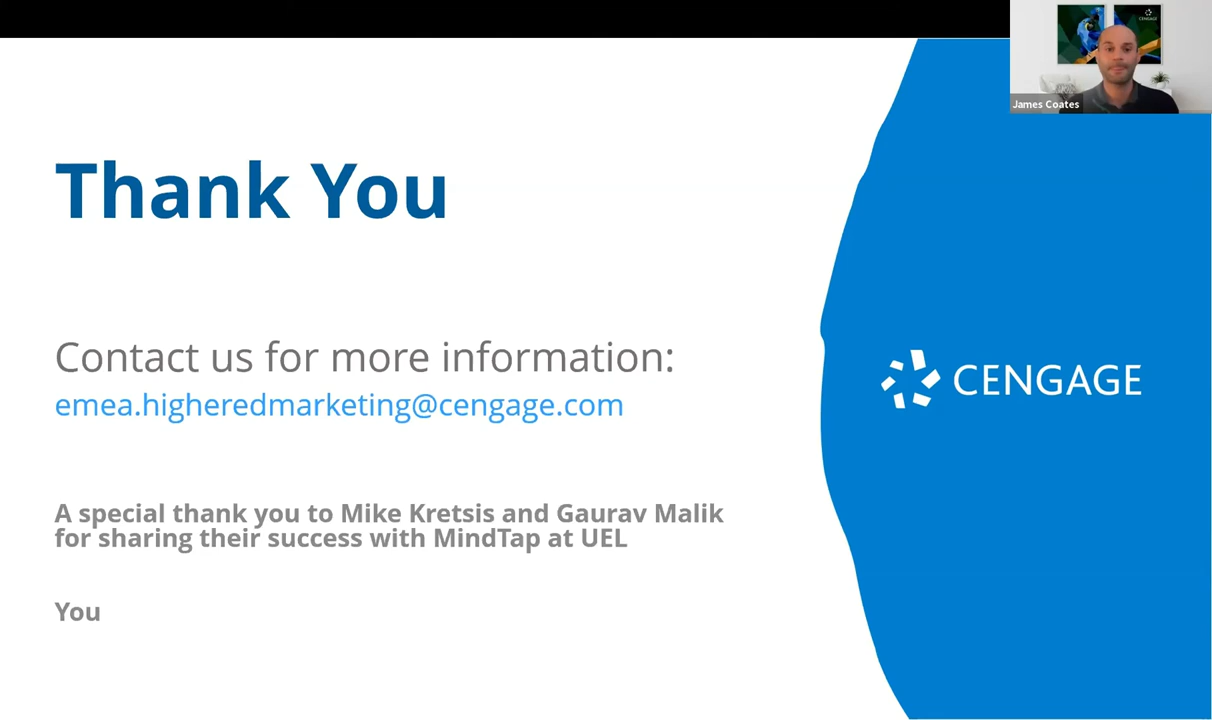 CENGAGE
James Coates
Thank You
Contact us for more information:
emea.higheredmarketing@cengage.com
CENGAGE
A special thank you to Mike Kretsis and Gaurav Malik
for sharing their success with MindTap at UEL
You